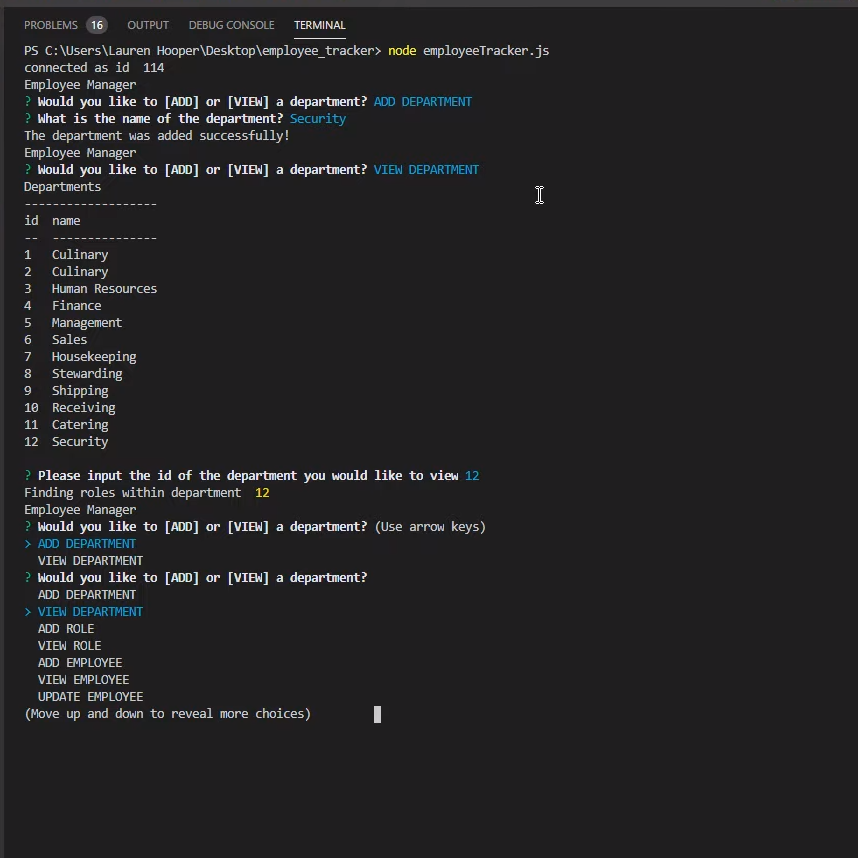 PROBLEMS 16 OUTPUT DEBUG CONSOLE TERMINAL
PS C:\Users\Lauren Hooper\Desktop\employee_tracker> node employeeTracker.js
connected as id  114
Employee Manager
? Would you like to [ADD] or [VIEW] a department? ADD DEPARTMENT
? What is the name of the department? Security
The department was added successfully!
Employee Manager
? Would you like to [ADD] or [VIEW] a department? VIEW DEPARTMENT
Departments
-------------------
id  name
--  ---------------
1   Culinary
2   Culinary
3   Human Resources
4   Finance
5   Management
6   Sales
7   Housekeeping
8   Stewarding
9   Shipping
10  Receiving
11  Catering
12  Security
? Please input the id of the department you would like to view 12
Finding roles within department  12
Employee Manager
? Would you like to [ADD] or [VIEW] a department? (Use arrow keys)
> ADD DEPARTMENT
  VIEW DEPARTMENT
? Would you like to [ADD] or [VIEW] a department?
  ADD DEPARTMENT
> VIEW DEPARTMENT
  ADD ROLE
  VIEW ROLE
  ADD EMPLOYEE
  VIEW EMPLOYEE
  UPDATE EMPLOYEE
(Move up and down to reveal more choices)